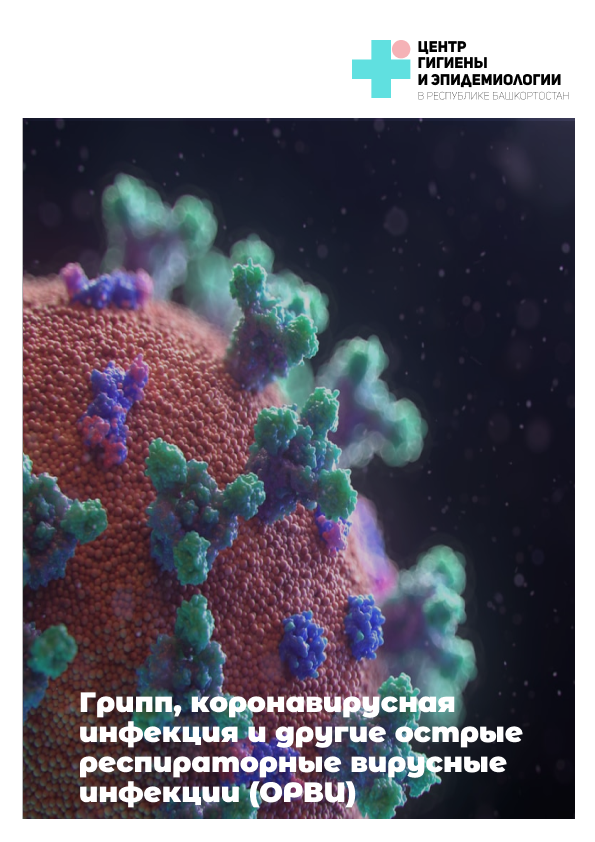 ЦЕНТР
ГИГИЕНЫ
И ЭПИДЕМИОЛОГИИ
В РЕСПУБЛИКЕ БАШКОРТОСТАН
Грипп, коронавирусная
инфекция и другие острые
респираторные вирусные
инфекции (ОРВИ)